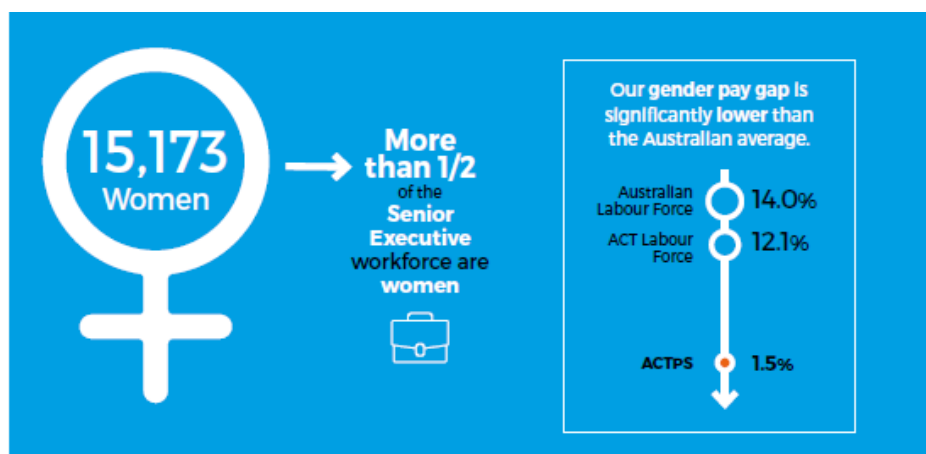 15,173
Women
More
than 1/2
of the
Senior
Executive
workforce are
women
Our gender pay gap is
significantly lower than
the Australian average.
Australian
Labour Force
14.0%
ACT Labour
Force
12.1%
ACTPS
1.5%